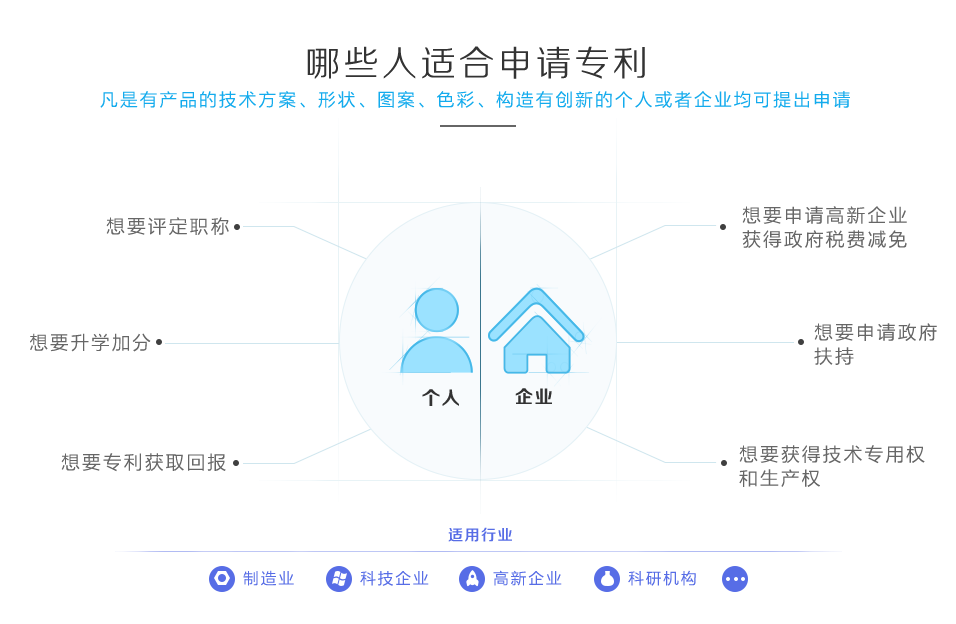 哪些人适合申请专利
凡是有产品的技术方案、形状、图案、色彩、构造有创新的个人或者企业均可提出申请
想要评定职称
想要升学加分
想要专利获取回报
个人
企业
想要申请高新企业
获得政府税费减免
想要申请政府
扶持
想要获得技术专用权
和生产权
适用行业
制造业
科技企业
高新企业
科研机构